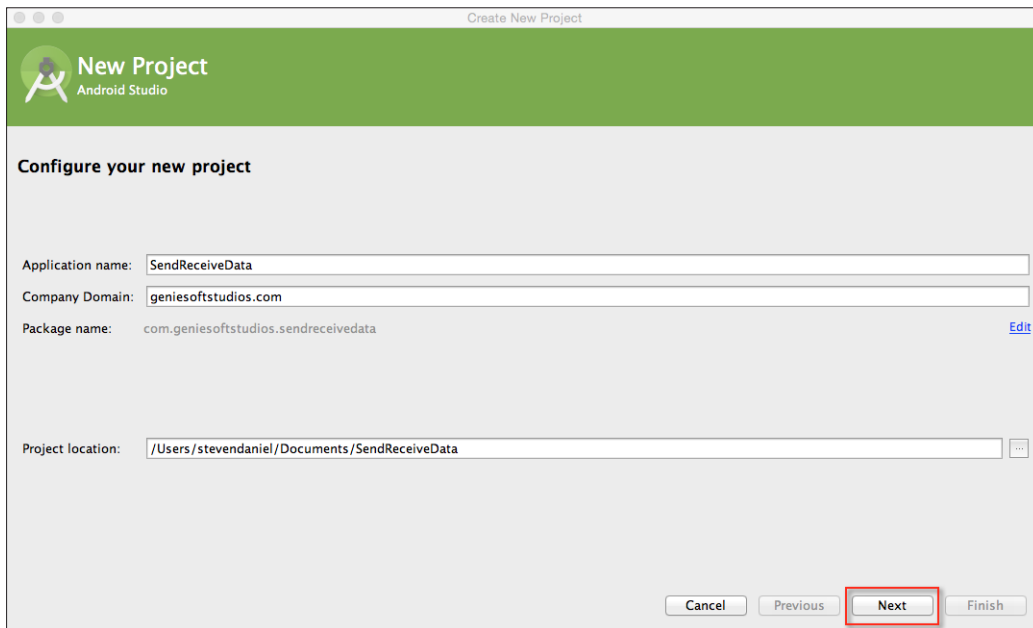 Create New Project
New Project
Android Studio
Configure your new project
Application name: SendReceiveData
Company Domain: geniesoftstudios.com
Package name: com.geniesoftstudios.sendreceivedata Edit
Project location: /Users/stevendaniel/Documents/SendReceiveData ...
Cancel Previous Next Finish